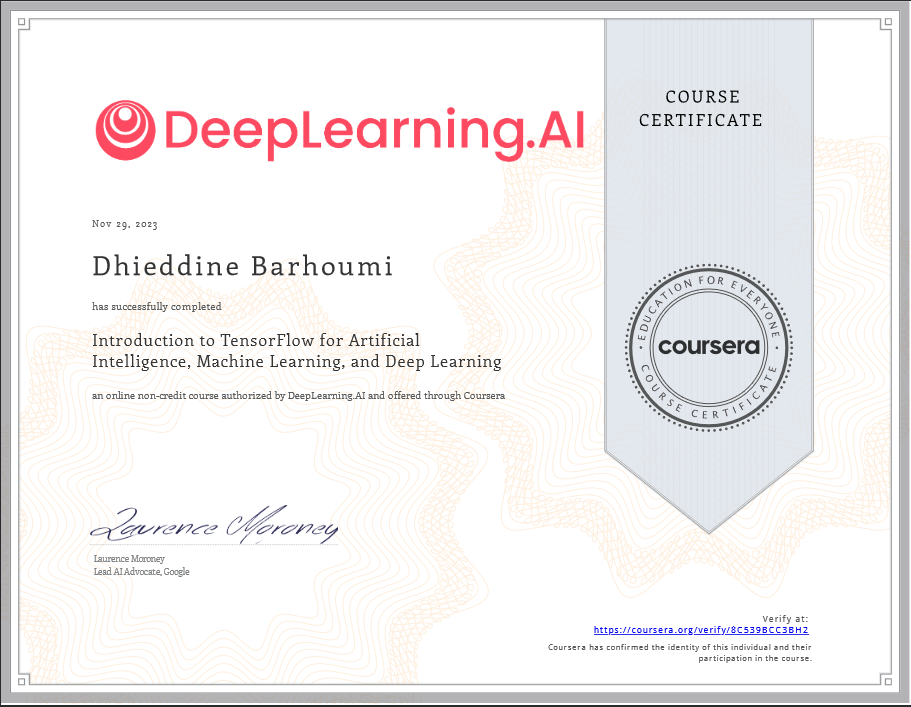 DeepLearning.AI
COURSE
CERTIFICATE
Nov 29, 2023
Dhieddine Barhoumi
has successfully completed
Introduction to TensorFlow for Artificial
Intelligence, Machine Learning, and Deep Learning
an online non-credit course authorized by DeepLearning.AI and offered through Coursera
EDUCATION FOR EVERYONE
coursera
COURSE CERTIFICATE
Laurence Moroney
Laurence Moroney
Lead AI Advocate, Google
Verify at:
https://coursera.org/verify/8C539BCC3BH2
Coursera has confirmed the identity of this individual and their
participation in the course.